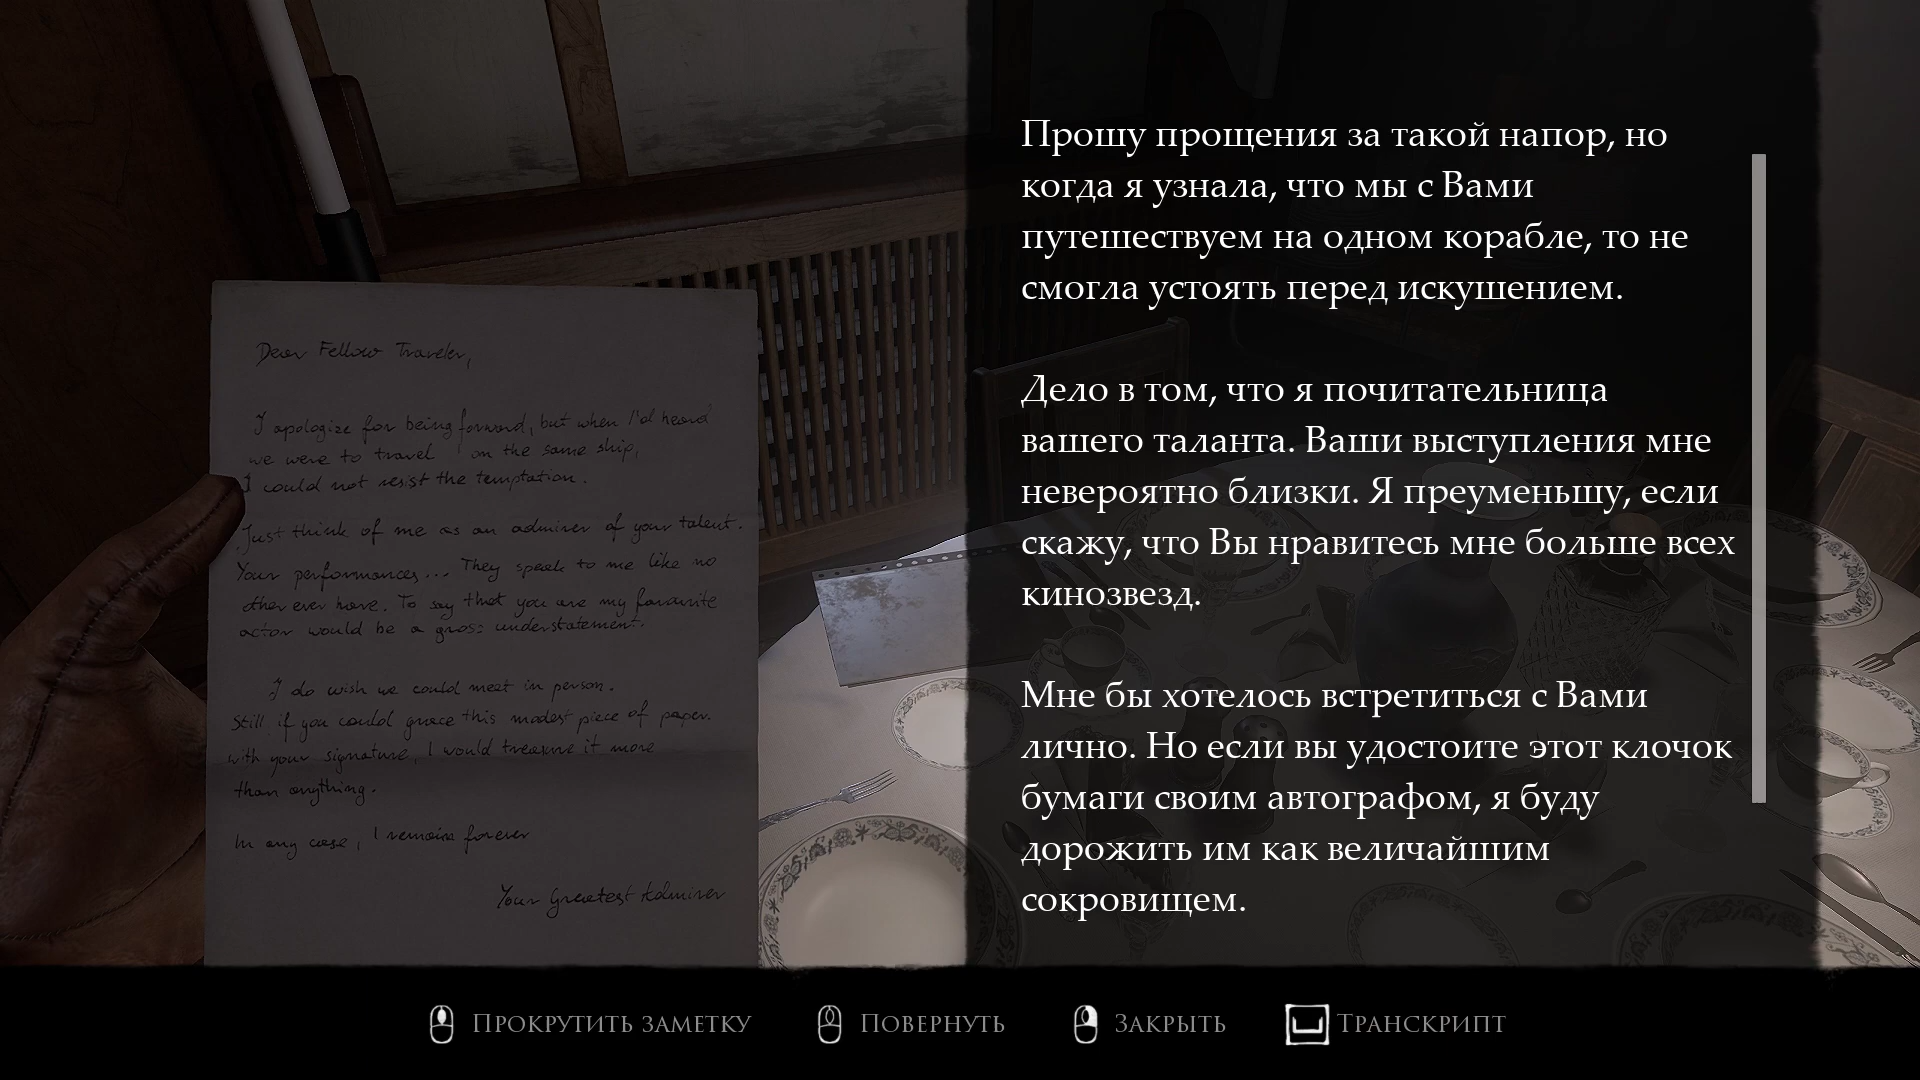 Dear Fellow Traveler,
I apologize for being forward, but when I'd heard
we were to travel on the same ship,
I could not resist the temptation.
Just think of me as an admirer of your talent.
Your performances... They speak to me like no
other ever have. To say that you are my favourite
actor would be a gross understatement.
I do wish we could meet in person.
Still, if you could grace this modest piece of paper
with your signature, I would treasure it more
than anything.
In any case, I remain forever
Your Greatest Admirer
Прошу прощения за такой напор, но
когда я узнала, что мы с Вами
путешествуем на одном корабле, то не
смогла устоять перед искушением.
Дело в том, что я почитательница
вашего таланта. Ваши выступления мне
невероятно близки. Я преуменьшу, если
скажу, что Вы нравитесь мне больше всех
кинозвезд.
Мне бы хотелось встретиться с Вами
лично. Но если вы удостоите этот клочок
бумаги своим автографом, я буду
дорожить им как величайшим
сокровищем.
Прокрутить заметку
Повернуть
Закрыть
Транскрипт